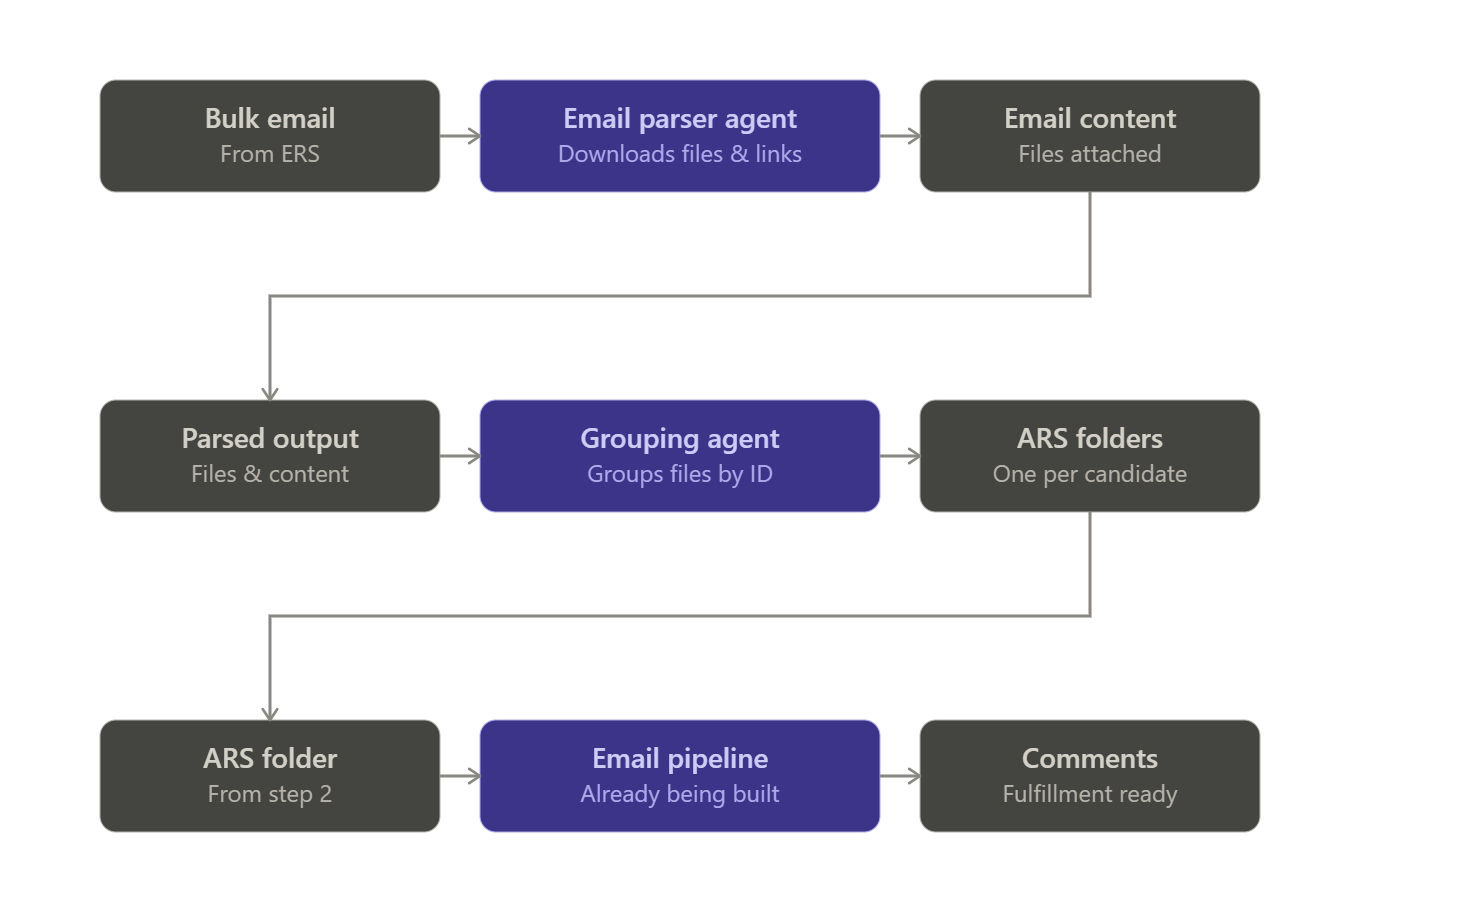 Bulk email
From ERS
Email parser agent
Downloads files & links
Email content
Files attached
Parsed output
Files & content
Grouping agent
Groups files by ID
ARS folders
One per candidate
ARS folder
From step 2
Email pipeline
Already being built
Comments
Fulfillment ready